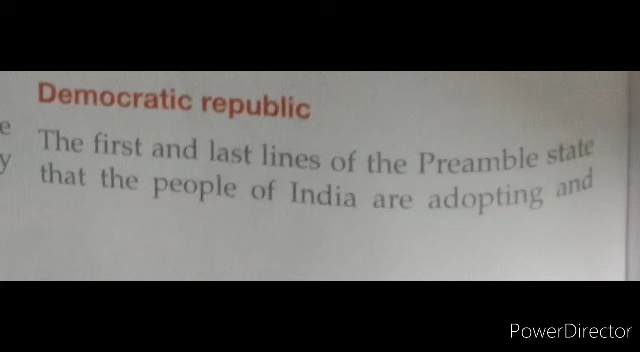 Democratic republic
e The first and last lines of the Preamble state
y that the people of India are adopting and
PowerDirector